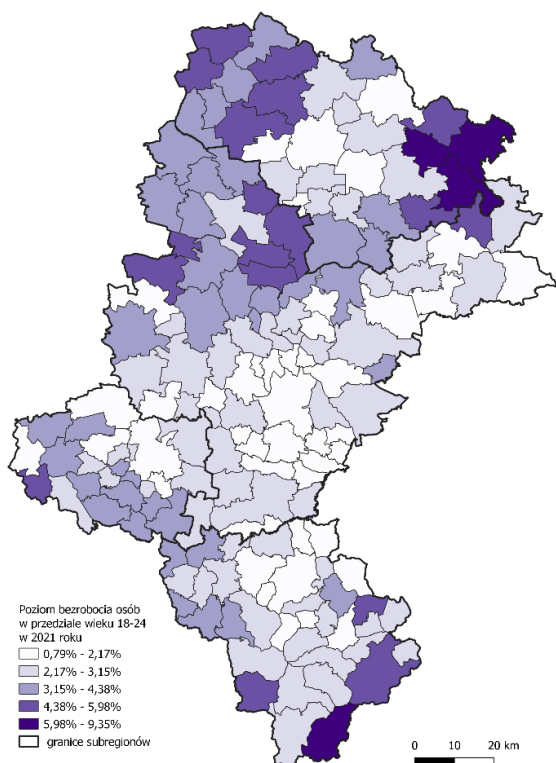 Poziom bezrobocia osób
w przedziale wieku 18-24
w 2021 roku
0,79% - 2,17%
2,17% - 3,15%
3,15% - 4,38%
4,38% - 5,98%
5,98% - 9,35%
granice subregionów
0 10 20 km